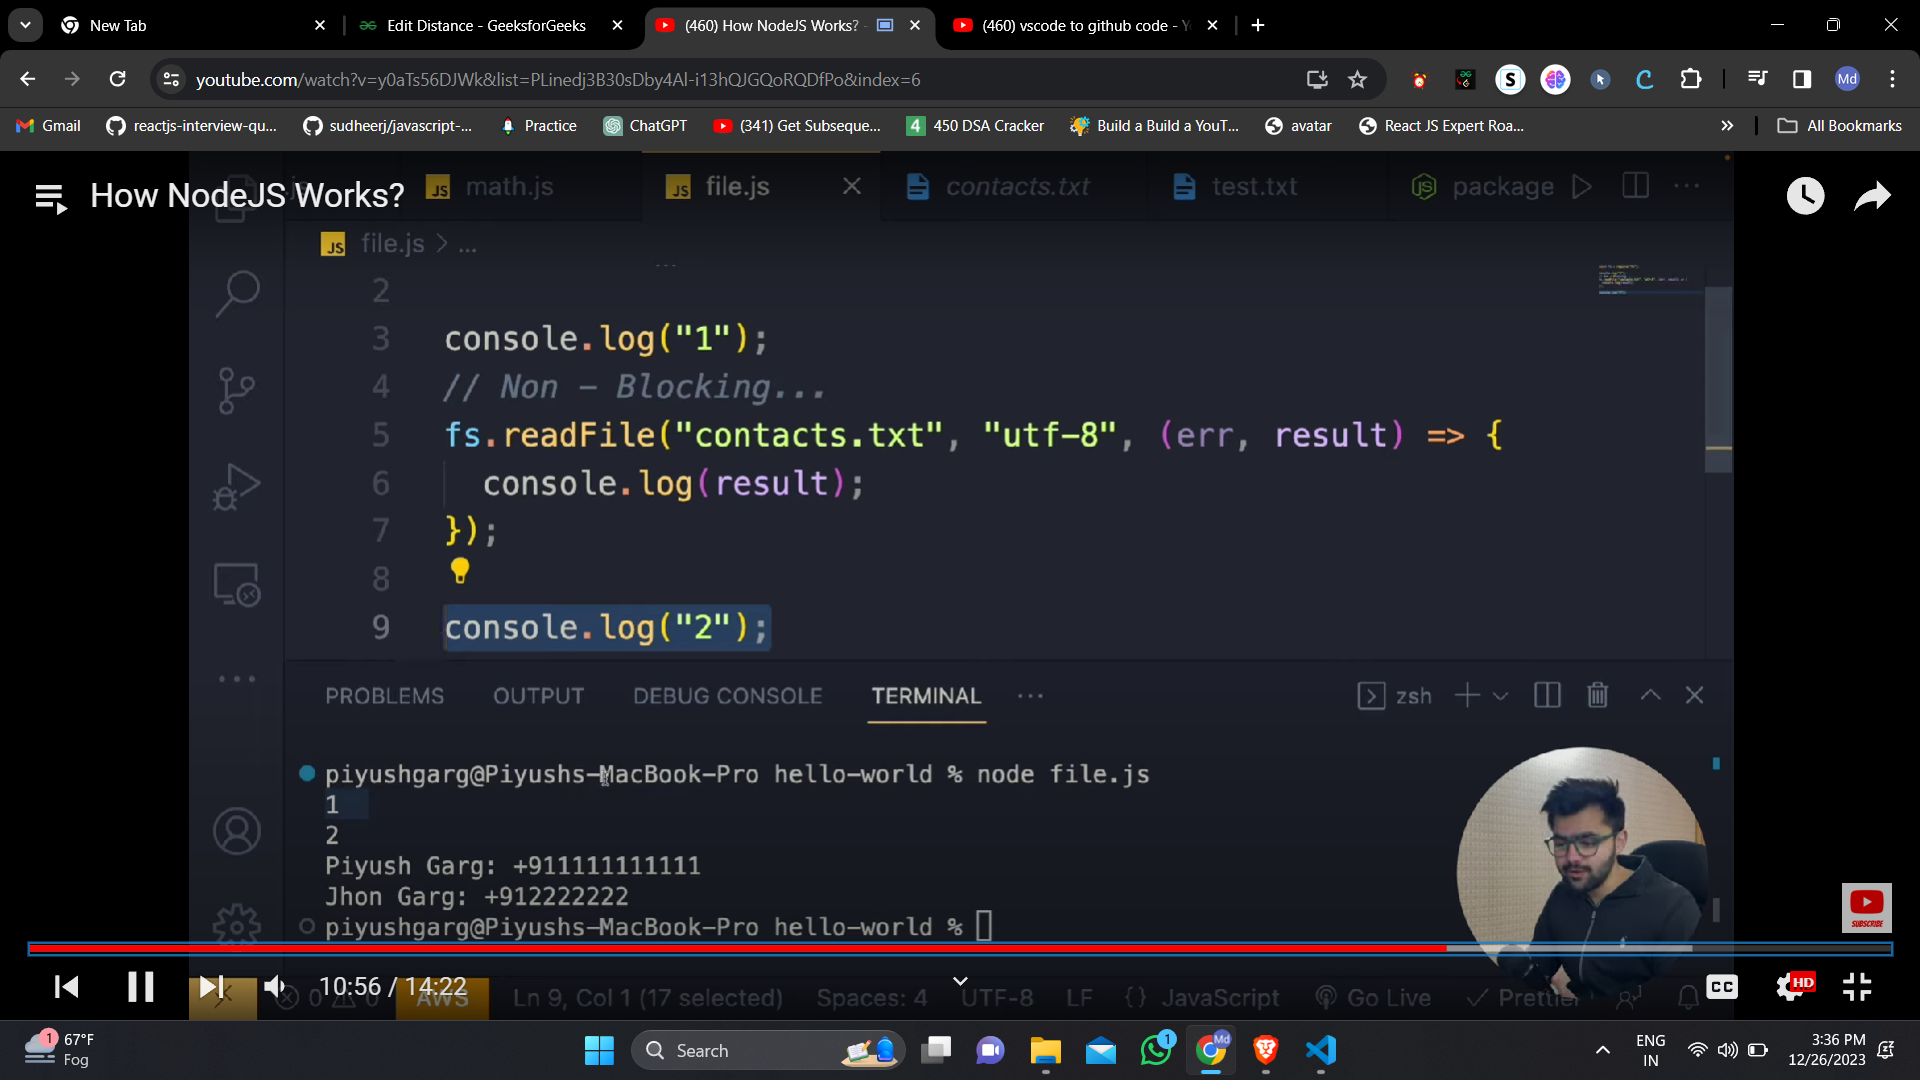 New Tab
Edit Distance - GeeksforGeeks
(460) How NodeJS Works? -
(460) vscode to github code - Y
youtube.com/watch?v=y0aTs56DJWk&list=PLinedj3B30sDby4Al-i13hQJGQoRQDfPo&index=6
S
C
Md
Gmail
reactjs-interview-qu...
sudheerj/javascript-...
Practice
ChatGPT
(341) Get Subseque...
4 450 DSA Cracker
Build a Build a YouT...
avatar
React JS Expert Roa...
All Bookmarks
How NodeJS Works?
JS math.js
JS file.js
contacts.txt
test.txt
package
JS file.js > ...
2
3 console.log("1");
4 // Non - Blocking...
5 fs.readFile("contacts.txt", "utf-8", (err, result) => {
6 console.log(result);
7 });
8
9 console.log("2");
PROBLEMS OUTPUT DEBUG CONSOLE TERMINAL ...
zsh
piyushgarg@Piyushs-MacBook-Pro hello-world % node file.js
1
2
Piyush Garg: +911111111111
Jhon Garg: +912222222
piyushgarg@Piyushs-MacBook-Pro hello-world %
SUBSCRIBE
10:56 / 14:22
CC
HD
0 0 AWS Ln 9, Col 1 (17 selected) Spaces: 4 UTF-8 LF {} JavaScript Go Live Prettier
1
67°F
Fog
Search
1
Md
ENG
IN
3:36 PM
12/26/2023